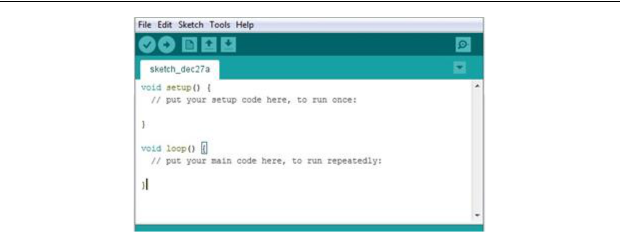 File Edit Sketch Tools Help
sketch_dec27a
void setup() {
// put your setup code here, to run once:
}
void loop() {
// put your main code here, to run repeatedly:
}